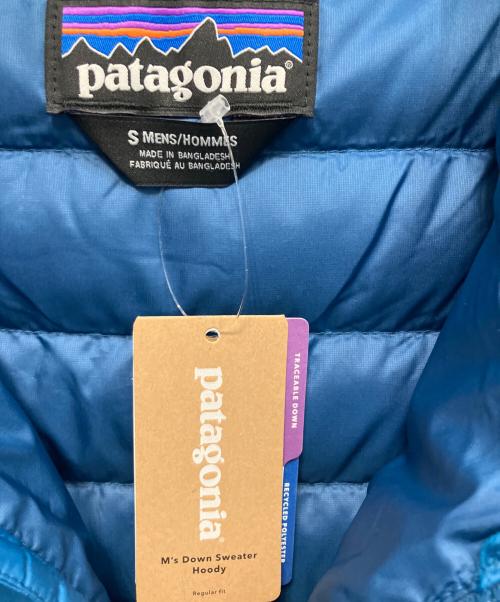 patagonia®
S MENS/HOMMES
MADE IN BANGLADESH
FABRIQUÉ AU BANGLADESH
patagonia®
TRACEABLE DOWN
RECYCLED POLYESTER
M's Down Sweater
Hoody
Regular fit